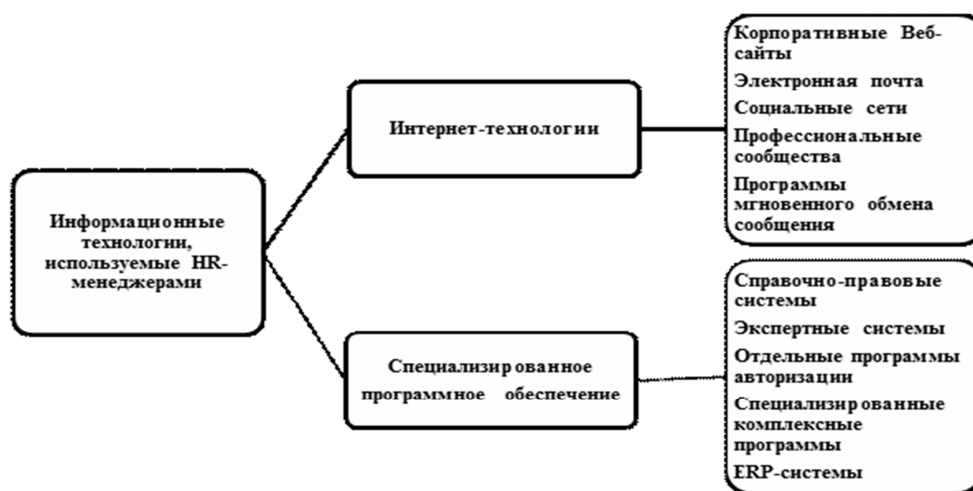 Информационные
технологии,
используемые HR-
менеджерами
Интернет-технологии
Корпоративные Веб-
сайты
Электронная почта
Социальные сети
Профессиональные
сообщества
Программы
мгновенного обмена
сообщения
Специализированное
программное обеспечение
Справочно-правовые
системы
Экспертные системы
Отдельные программы
авторизации
Специализированные
комплексные
программы
ERP-системы